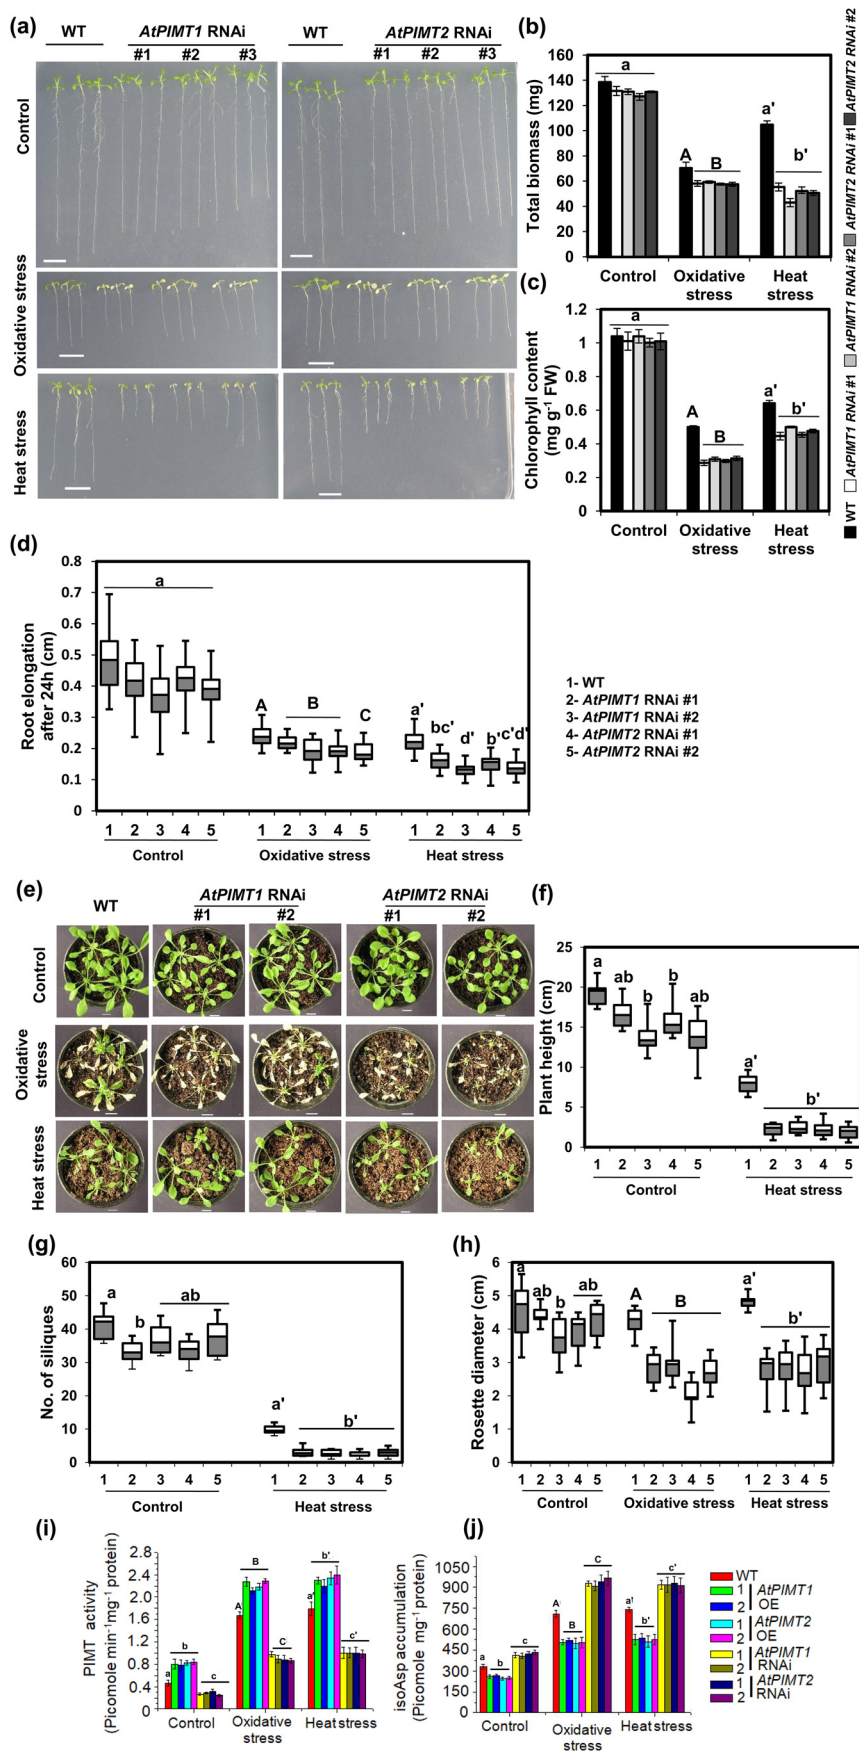 (a)
WT AtPIMT1 RNAi WT AtPIMT2 RNAi
#1 #2 #3 #1 #2 #3
Control
Oxidative stress
Heat stress
(b)
Total biomass (mg)
160
140
120
100
80
60
40
20
0
a
A B
a' b'
Control Oxidative stress Heat stress
(c)
Chlorophyll content
(mg g-1 FW)
1.2
1
0.8
0.6
0.4
0.2
0
a
A B
a' b'
Control Oxidative stress Heat stress
WT AtPIMT1 RNAi #1 AtPIMT1 RNAi #2 AtPIMT2 RNAi #1 AtPIMT2 RNAi #2
(d)
Root elongation
after 24h (cm)
0.8
0.7
0.6
0.5
0.4
0.3
0.2
0.1
0
a
A B C
a' bc' d' b' c'd'
1 2 3 4 5 1 2 3 4 5 1 2 3 4 5
Control Oxidative stress Heat stress
1- WT
2- AtPIMT1 RNAi #1
3- AtPIMT1 RNAi #2
4- AtPIMT2 RNAi #1
5- AtPIMT2 RNAi #2
(e)
WT AtPIMT1 RNAi AtPIMT2 RNAi
#1 #2 #1 #2
Control
Oxidative
stress
Heat stress
(f)
Plant height (cm)
25
20
15
10
5
0
a ab b b ab
a' b'
1 2 3 4 5 1 2 3 4 5
Control Heat stress
(g)
No. of siliques
60
50
40
30
20
10
0
a b ab
a' b'
1 2 3 4 5 1 2 3 4 5
Control Heat stress
(h)
Rosette diameter (cm)
6
5
4
3
2
1
0
a ab b ab
A B
a' b'
1 2 3 4 5 1 2 3 4 5 1 2 3 4 5
Control Oxidative stress Heat stress
(i)
PIMT activity
(Picomole min-1mg-1 protein)
2.8
2.4
2.0
1.6
1.2
0.8
0.4
0
a b c
A B C
a' b' c'
Control Oxidative stress Heat stress
(j)
isoAsp accumulation
(Picomole mg-1 protein)
1050
900
750
600
450
300
150
0
a b c
A B C
a' b' c'
Control Oxidative stress Heat stress
WT
1 AtPIMT1
2 OE
1 AtPIMT2
2 OE
1 AtPIMT1
2 RNAi
1 AtPIMT2
2 RNAi